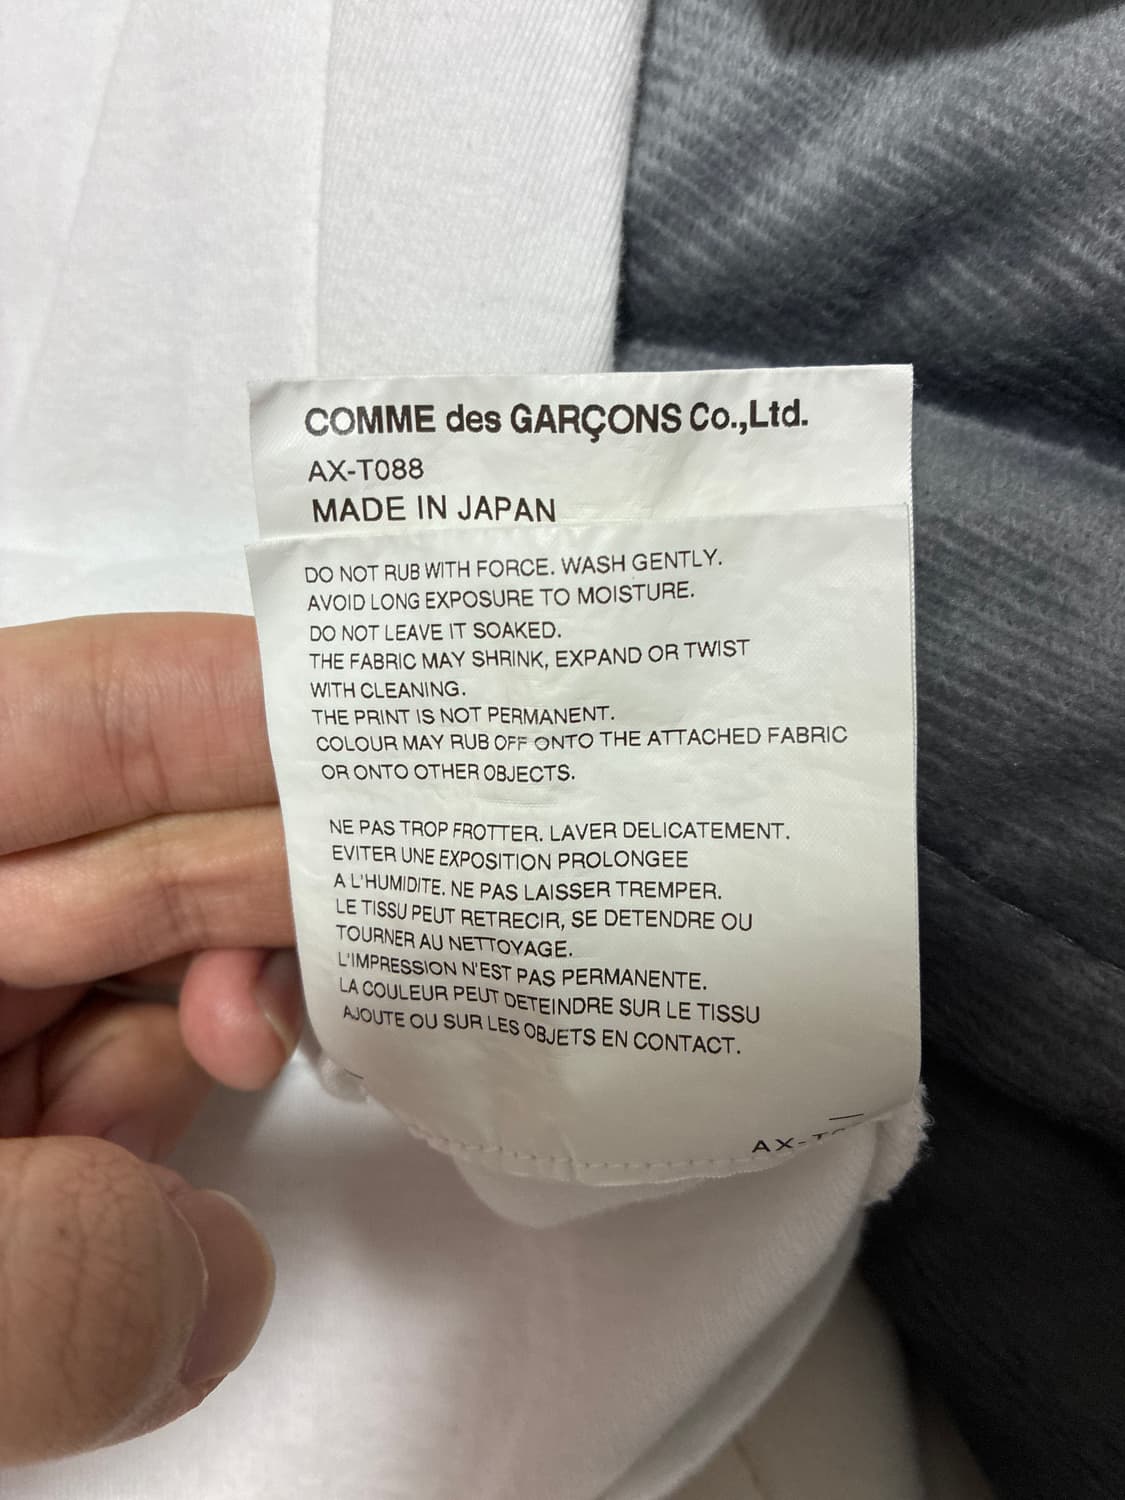 COMME des GARÇONS Co.,Ltd.
AX-T088
MADE IN JAPAN
DO NOT RUB WITH FORCE. WASH GENTLY.
AVOID LONG EXPOSURE TO MOISTURE.
DO NOT LEAVE IT SOAKED.
THE FABRIC MAY SHRINK, EXPAND OR TWIST
WITH CLEANING.
THE PRINT IS NOT PERMANENT.
COLOUR MAY RUB OFF ONTO THE ATTACHED FABRIC
OR ONTO OTHER OBJECTS.
NE PAS TROP FROTTER. LAVER DELICATEMENT.
EVITER UNE EXPOSITION PROLONGEE
A L'HUMIDITE. NE PAS LAISSER TREMPER.
LE TISSU PEUT RETRECIR, SE DETENDRE OU
TOURNER AU NETTOYAGE.
L'IMPRESSION N'EST PAS PERMANENTE.
LA COULEUR PEUT DETEINDRE SUR LE TISSU
AJOUTE OU SUR LES OBJETS EN CONTACT.